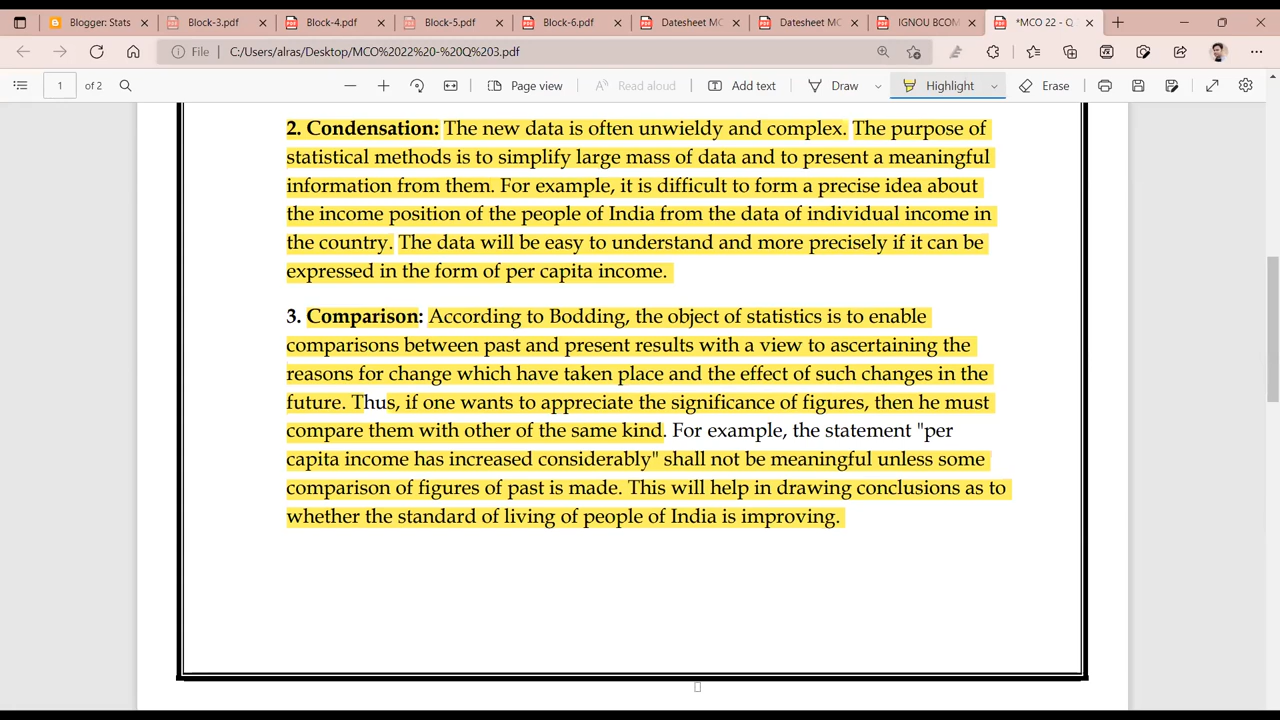 Blogger: Stats
Block-3.pdf
Block-4.pdf
Block-5.pdf
Block-6.pdf
Datesheet MC
Datesheet MC
IGNOU BCOM
*MCO 22 - Q
File C:/Users/alras/Desktop/MCO%2022%20-%20Q%203.pdf
1 of 2 Page view Read aloud Add text Draw Highlight Erase
2. Condensation: The new data is often unwieldy and complex. The purpose of
statistical methods is to simplify large mass of data and to present a meaningful
information from them. For example, it is difficult to form a precise idea about
the income position of the people of India from the data of individual income in
the country. The data will be easy to understand and more precisely if it can be
expressed in the form of per capita income.
3. Comparison: According to Bodding, the object of statistics is to enable
comparisons between past and present results with a view to ascertaining the
reasons for change which have taken place and the effect of such changes in the
future. Thus, if one wants to appreciate the significance of figures, then he must
compare them with other of the same kind. For example, the statement "per
capita income has increased considerably" shall not be meaningful unless some
comparison of figures of past is made. This will help in drawing conclusions as to
whether the standard of living of people of India is improving.